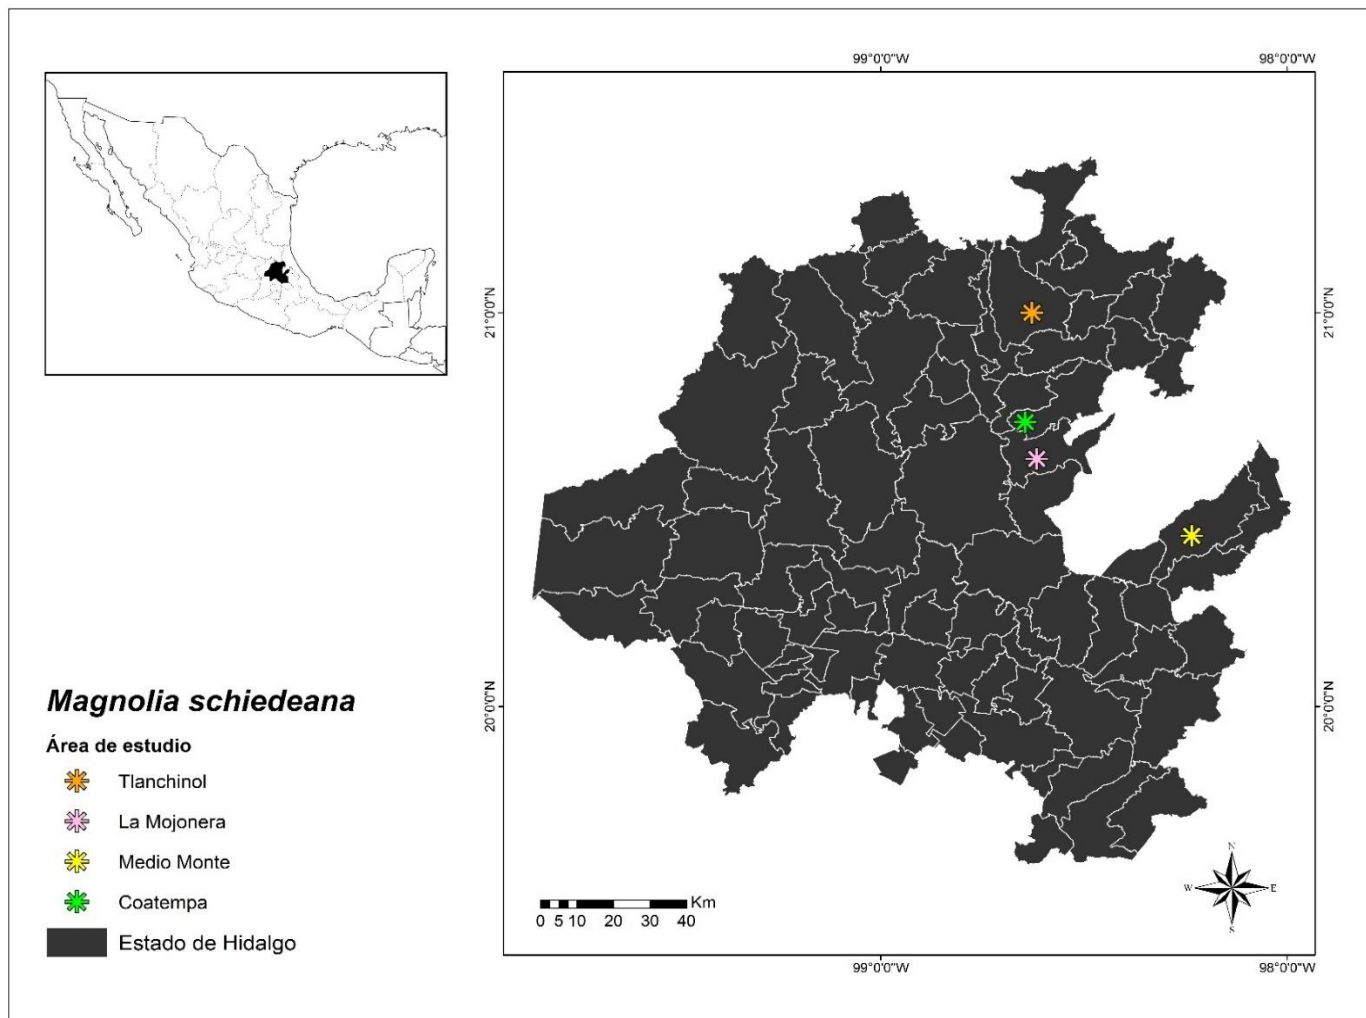 99°0'0"W 98°0'0"W
21°0'0"N
21°0'0"N
20°0'0"N
20°0'0"N
Magnolia schiedeana
Área de estudio
Tlanchinol
La Mojonera
Medio Monte
Coatempa
Estado de Hidalgo
Km
0 5 10 20 30 40
N
W E
S
99°0'0"W 98°0'0"W